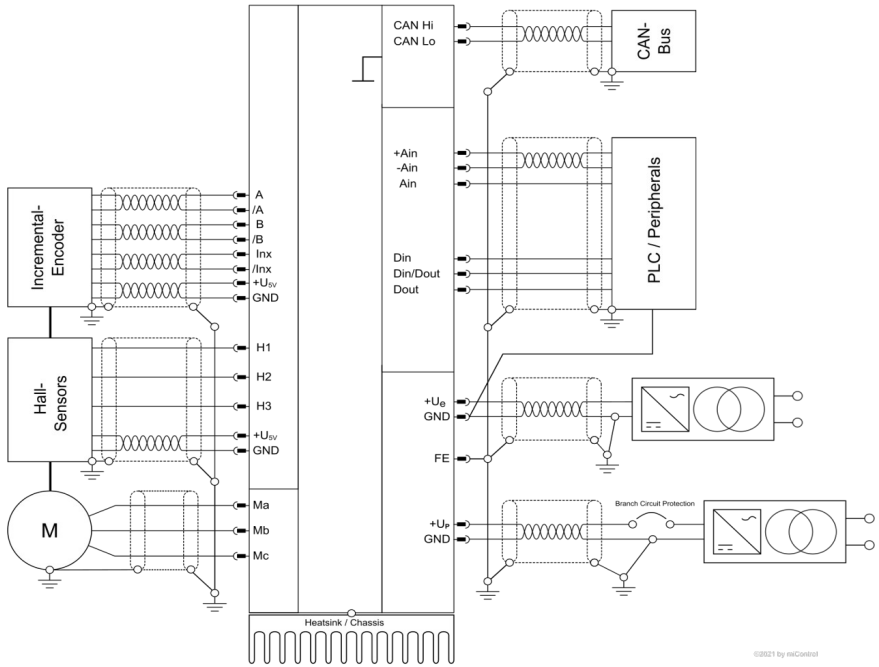 CAN Hi
CAN Lo
CAN-
Bus
+Ain
-Ain
Ain
Din
Din/Dout
Dout
PLC / Peripherals
Incremental-
Encoder
A
/A
B
/B
Inx
/Inx
+U5V
GND
Hall-
Sensors
H1
H2
H3
+U5V
GND
M
Ma
Mb
Mc
+Ue
GND
FE
Branch Circuit Protection
+UP
GND
Heatsink / Chassis
©2021 by miControl